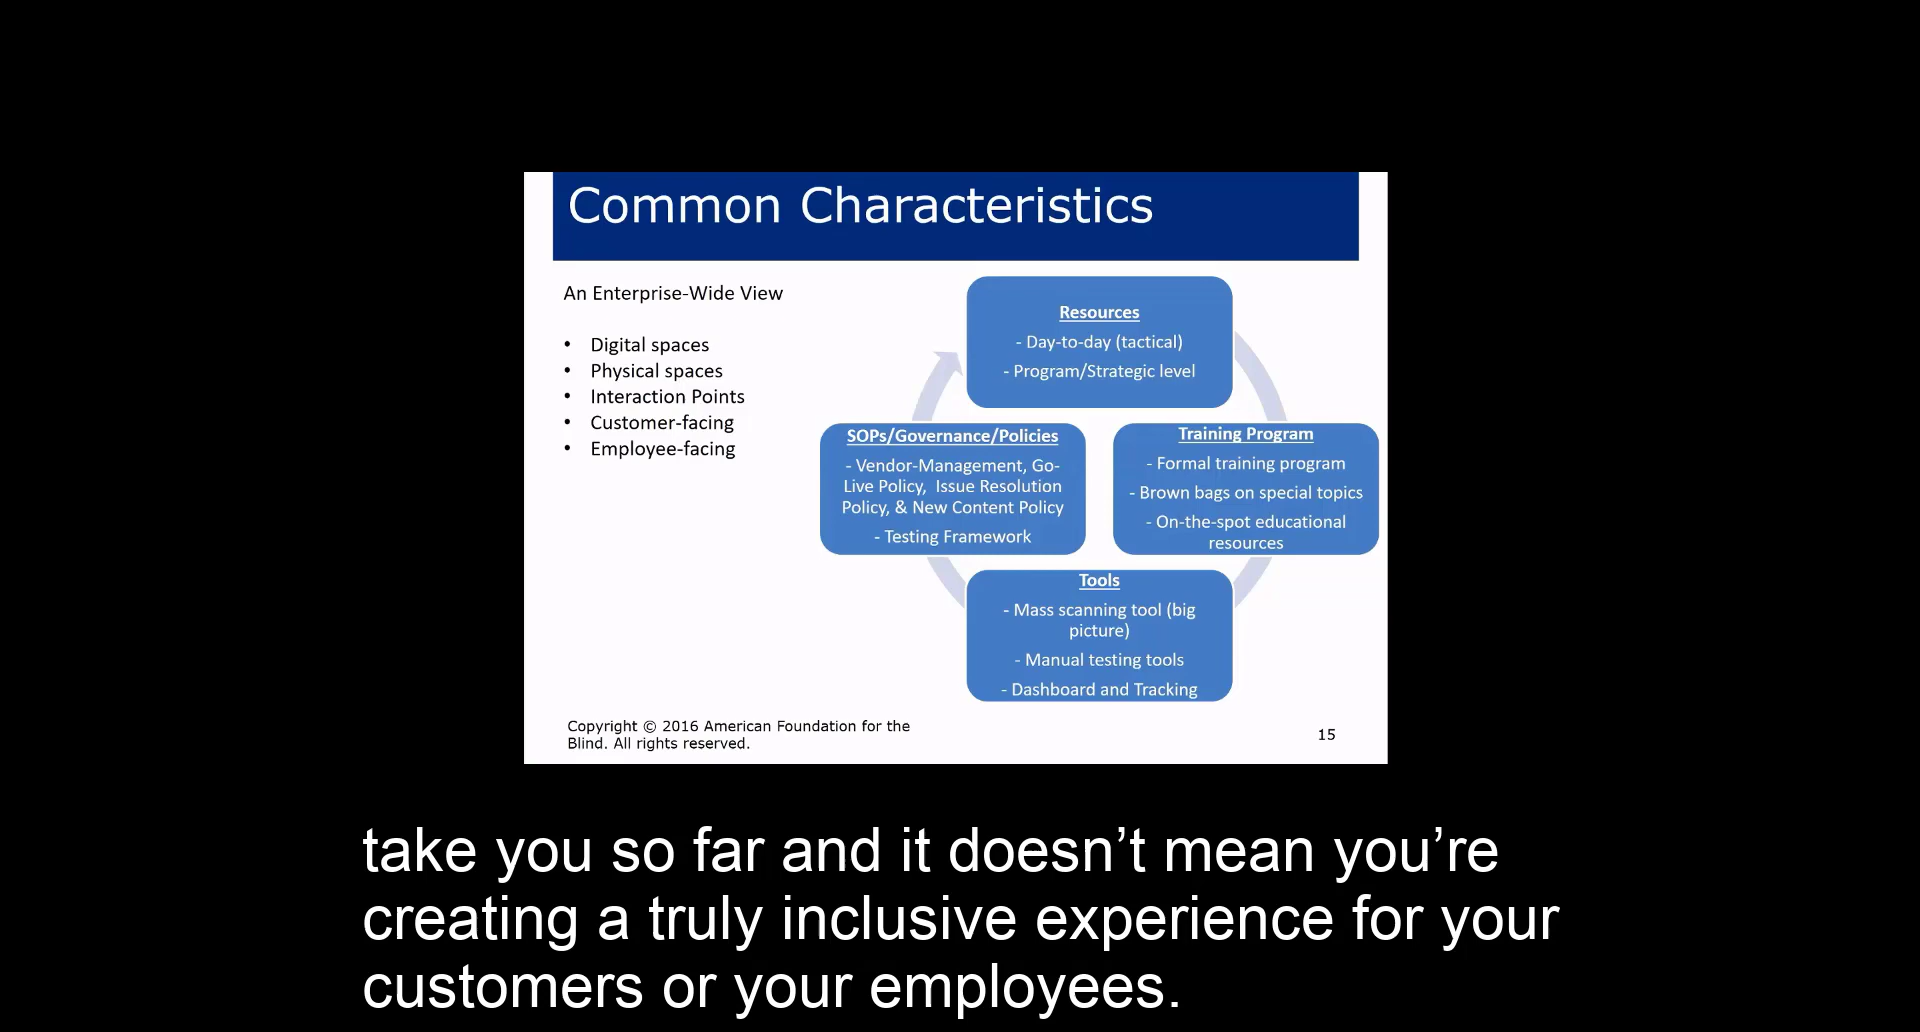 Common Characteristics
An Enterprise-Wide View
• Digital spaces
• Physical spaces
• Interaction Points
• Customer-facing
• Employee-facing
Resources
- Day-to-day (tactical)
- Program/Strategic level
SOPs/Governance/Policies
- Vendor-Management, Go-
Live Policy, Issue Resolution
Policy, & New Content Policy
- Testing Framework
Training Program
- Formal training program
- Brown bags on special topics
- On-the-spot educational
resources
Tools
- Mass scanning tool (big
picture)
- Manual testing tools
- Dashboard and Tracking
Copyright © 2016 American Foundation for the
Blind. All rights reserved.
15
take you so far and it doesn’t mean you’re
creating a truly inclusive experience for your
customers or your employees.